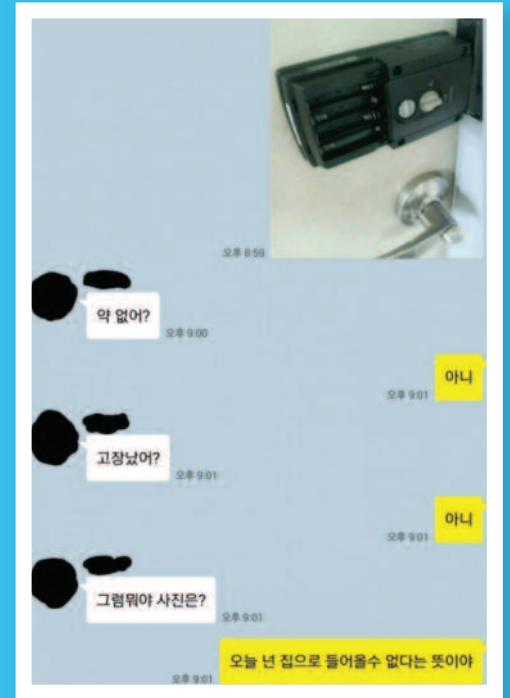 오후 8:59
약 없어?
오후 9:00
아니
오후 9:01
고장났어?
오후 9:01
아니
오후 9:01
그럼뭐야 사진은?
오후 9:01
오늘 넌 집으로 들어올수 없다는 뜻이야
오후 9:01